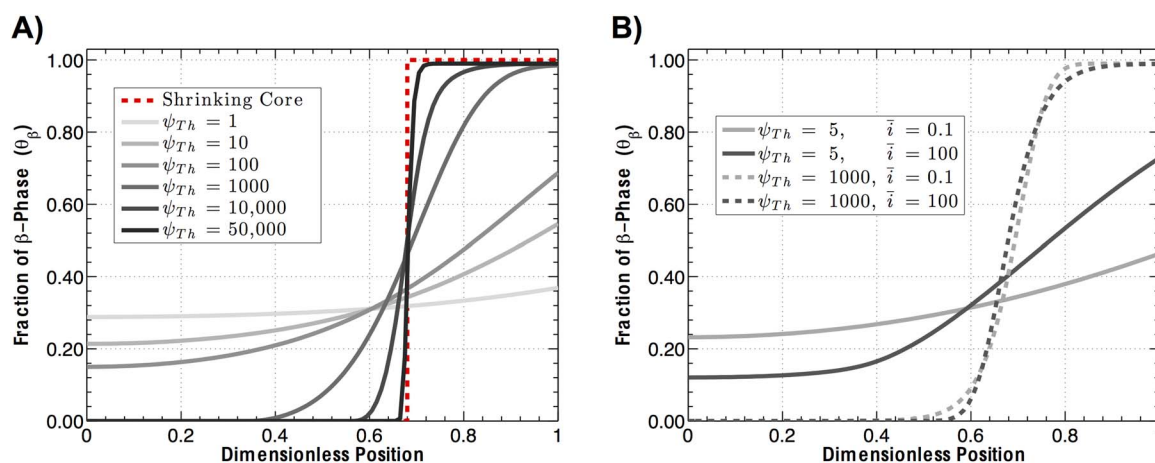 A)
1.00
0.80
0.60
0.40
0.20
0.00
Fraction of β-Phase (θβ)
Shrinking Core
ψTh = 1
ψTh = 10
ψTh = 100
ψTh = 1000
ψTh = 10,000
ψTh = 50,000
0 0.2 0.4 0.6 0.8 1
Dimensionless Position
B)
1.00
0.80
0.60
0.40
0.20
0.00
Fraction of β-Phase (θβ)
ψTh = 5, i̅ = 0.1
ψTh = 5, i̅ = 100
ψTh = 1000, i̅ = 0.1
ψTh = 1000, i̅ = 100
0 0.2 0.4 0.6 0.8
Dimensionless Position